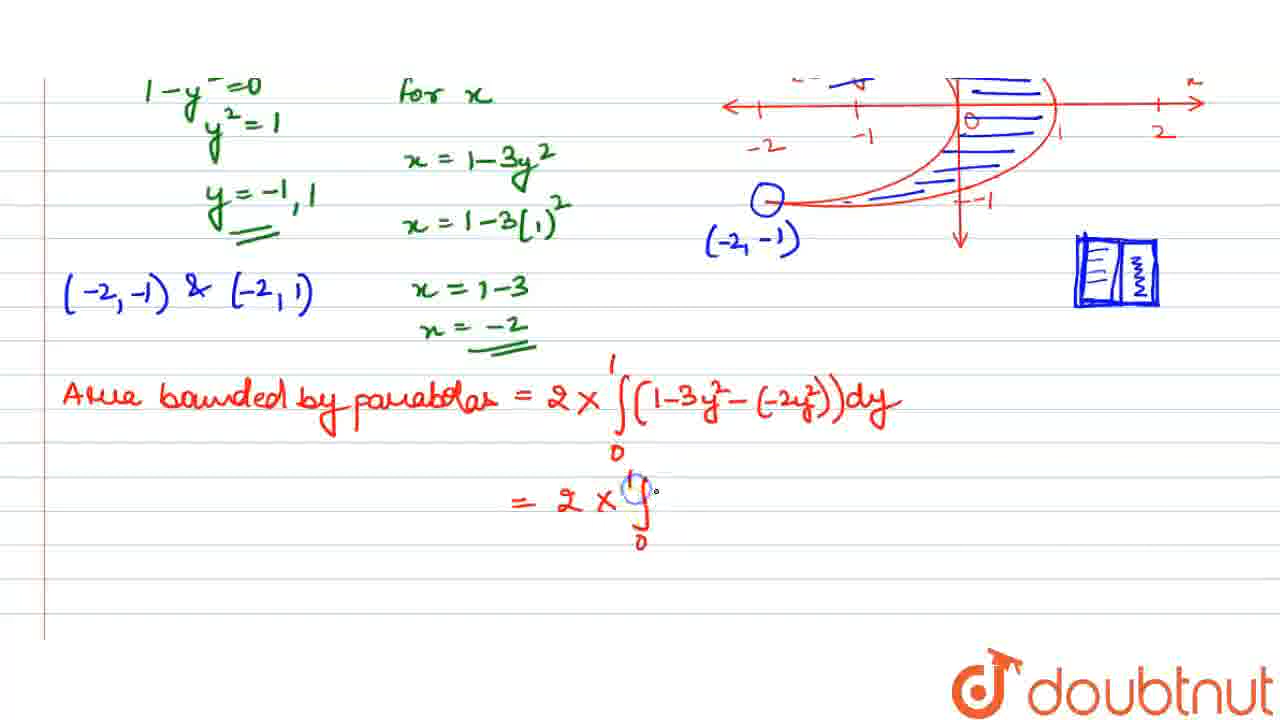 1-y²=0
y²=1
y=-1,1
(-2,-1) & (-2,1)
for x
x=1-3y²
x=1-3(1)²
x=1-3
x=-2
x
-2 -1 0 1 2
-1
(-2,-1)
Area bounded by parabolas = 2× ∫₀¹(1-3y²-(-2y²))dy
= 2× ∫₀¹
doubtnut